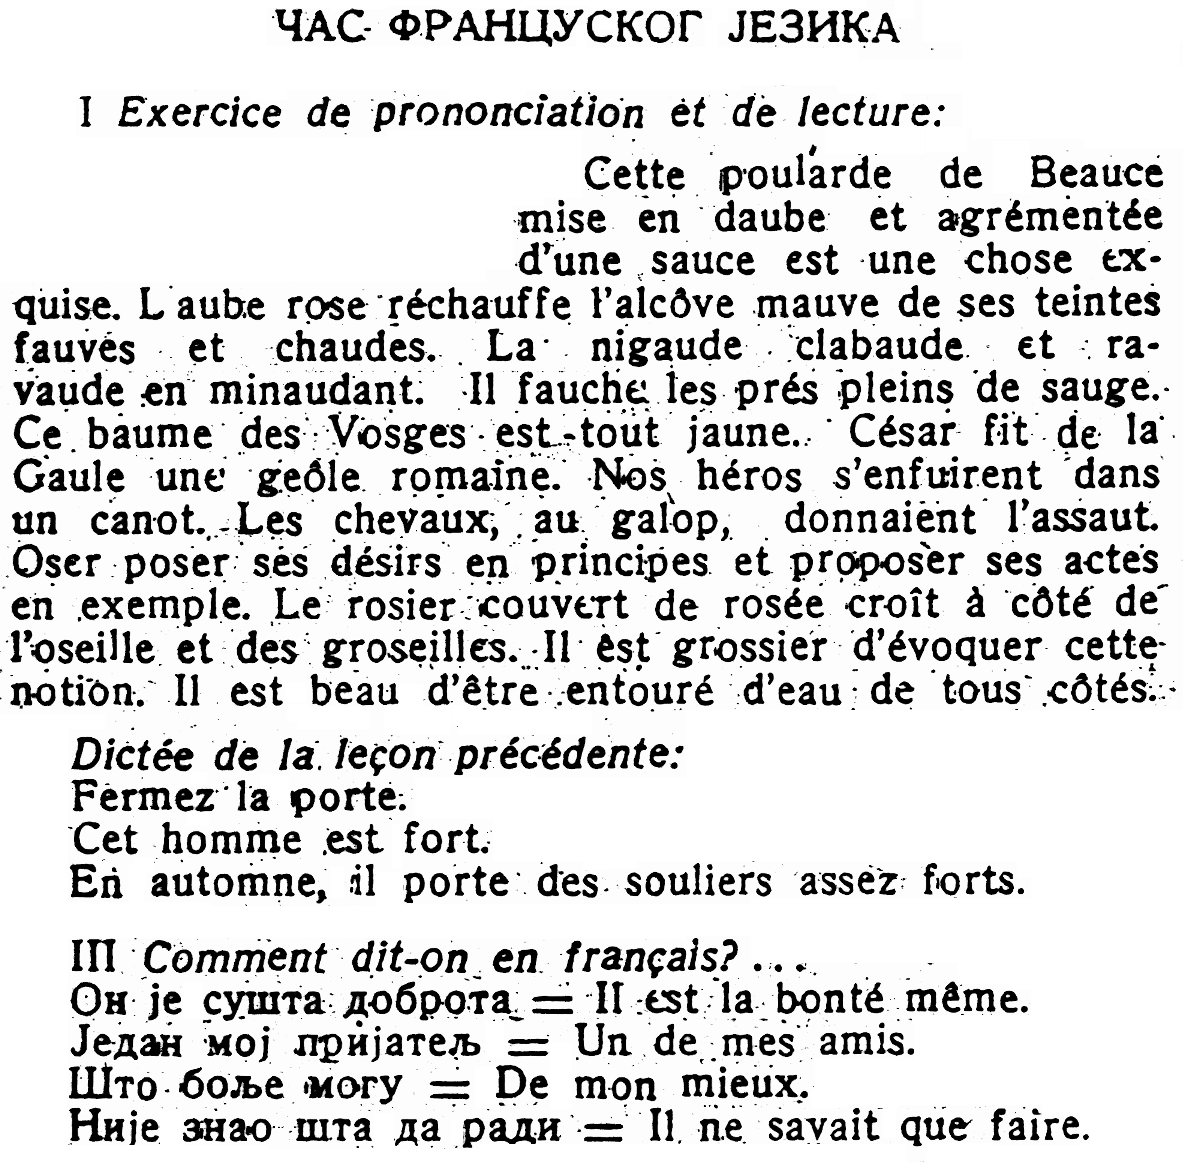 ЧАС ФРАНЦУСКОГ ЈЕЗИКА
I Exercice de prononciation et de lecture:
Cette poularde de Beauce
mise en daube et agrémentée
d'une sauce est une chose ex-
quise. L'aube rose réchauffe l'alcôve mauve de ses teintes
fauves et chaudes. La nigaude clabaude et ra-
vaude en minaudant. Il fauche les prés pleins de sauge.
Ce baume des Vosges est tout jaune. César fit de la
Gaule une geôle romaine. Nos héros s'enfuirent dans
un canot. Les chevaux, au galop, donnaient l'assaut.
Oser poser ses désirs en principes et proposer ses actes
en exemple. Le rosier couvert de rosée croît à côté de
l'oseille et des groseilles. Il est grossier d'évoquer cette
notion. Il est beau d'être entouré d'eau de tous côtés.
Dictée de la leçon précédente:
Fermez la porte.
Cet homme est fort.
En automne, il porte des souliers assez forts.
III Comment dit-on en français? ...
Он је сушта доброта = Il est la bonté même.
Један мој пријатељ = Un de mes amis.
Што боље могу = De mon mieux.
Није знао шта да ради = Il ne savait que faire.